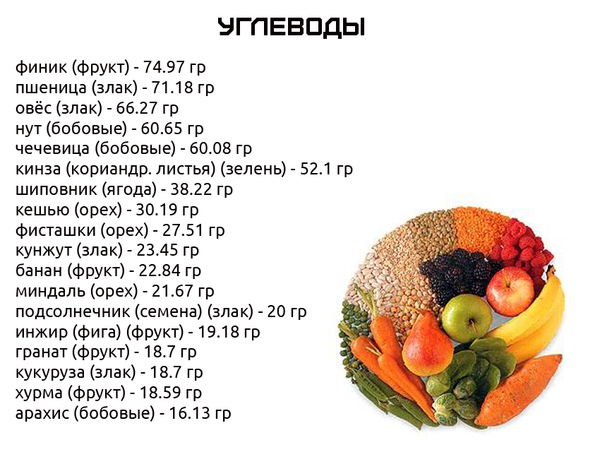 УГЛЕВОДЫ
финик (фрукт) - 74.97 гр
пшеница (злак) - 71.18 гр
овёс (злак) - 66.27 гр
нут (бобовые) - 60.65 гр
чечевица (бобовые) - 60.08 гр
кинза (кориандр. листья) (зелень) - 52.1 гр
шиповник (ягода) - 38.22 гр
кешью (орех) - 30.19 гр
фисташки (орех) - 27.51 гр
кунжут (злак) - 23.45 гр
банан (фрукт) - 22.84 гр
миндаль (орех) - 21.67 гр
подсолнечник (семена) (злак) - 20 гр
инжир (фига) (фрукт) - 19.18 гр
гранат (фрукт) - 18.7 гр
кукуруза (злак) - 18.7 гр
хурма (фрукт) - 18.59 гр
арахис (бобовые) - 16.13 гр